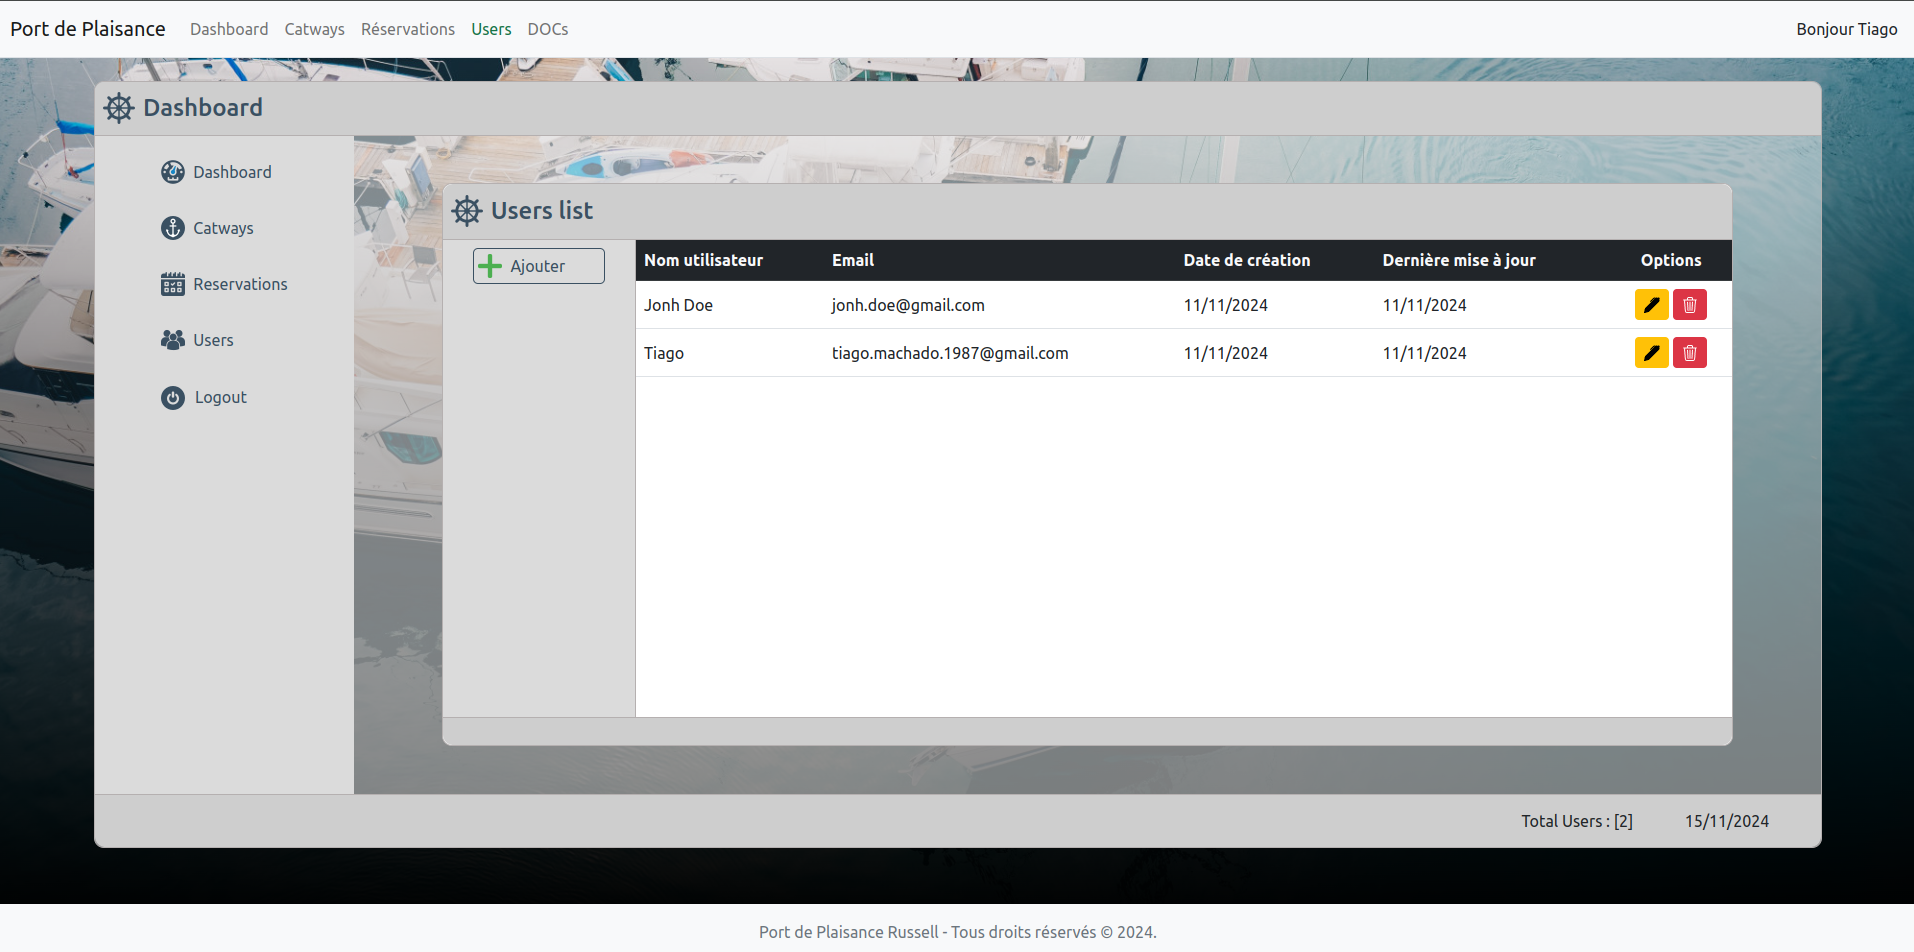 Port de Plaisance Dashboard Catways Réservations Users DOCs Bonjour Tiago
Dashboard
Dashboard
Catways
Reservations
Users
Logout
Users list
Ajouter
Nom utilisateur Email Date de création Dernière mise à jour Options
Jonh Doe jonh.doe@gmail.com 11/11/2024 11/11/2024
Tiago tiago.machado.1987@gmail.com 11/11/2024 11/11/2024
Total Users : [2] 15/11/2024
Port de Plaisance Russell - Tous droits réservés © 2024.